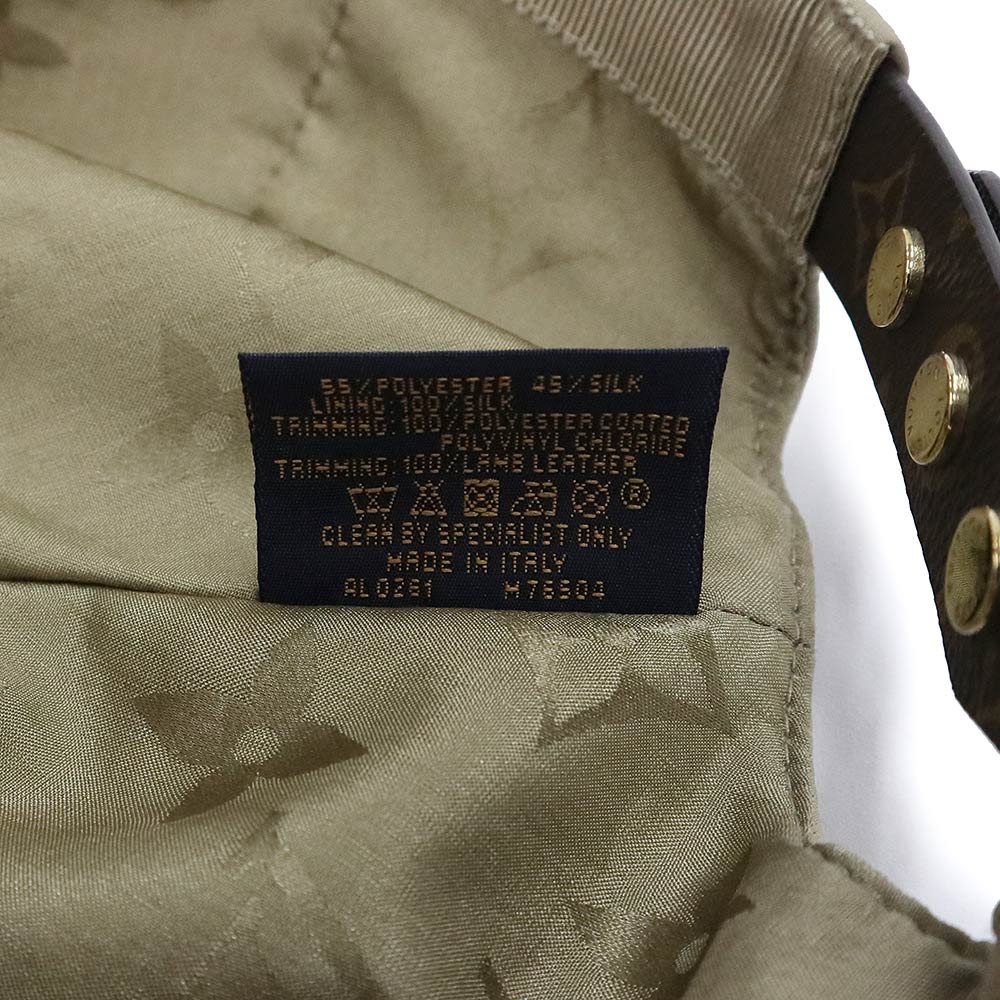 55%POLYESTER 45%SILK
LINING:100%SILK
TRIMMING:100%POLYESTER COATED
POLYVINYL CHLORIDE
TRIMMING:100%LAMB LEATHER
®
CLEAN BY SPECIALIST ONLY
MADE IN ITALY
AL0261 M76504